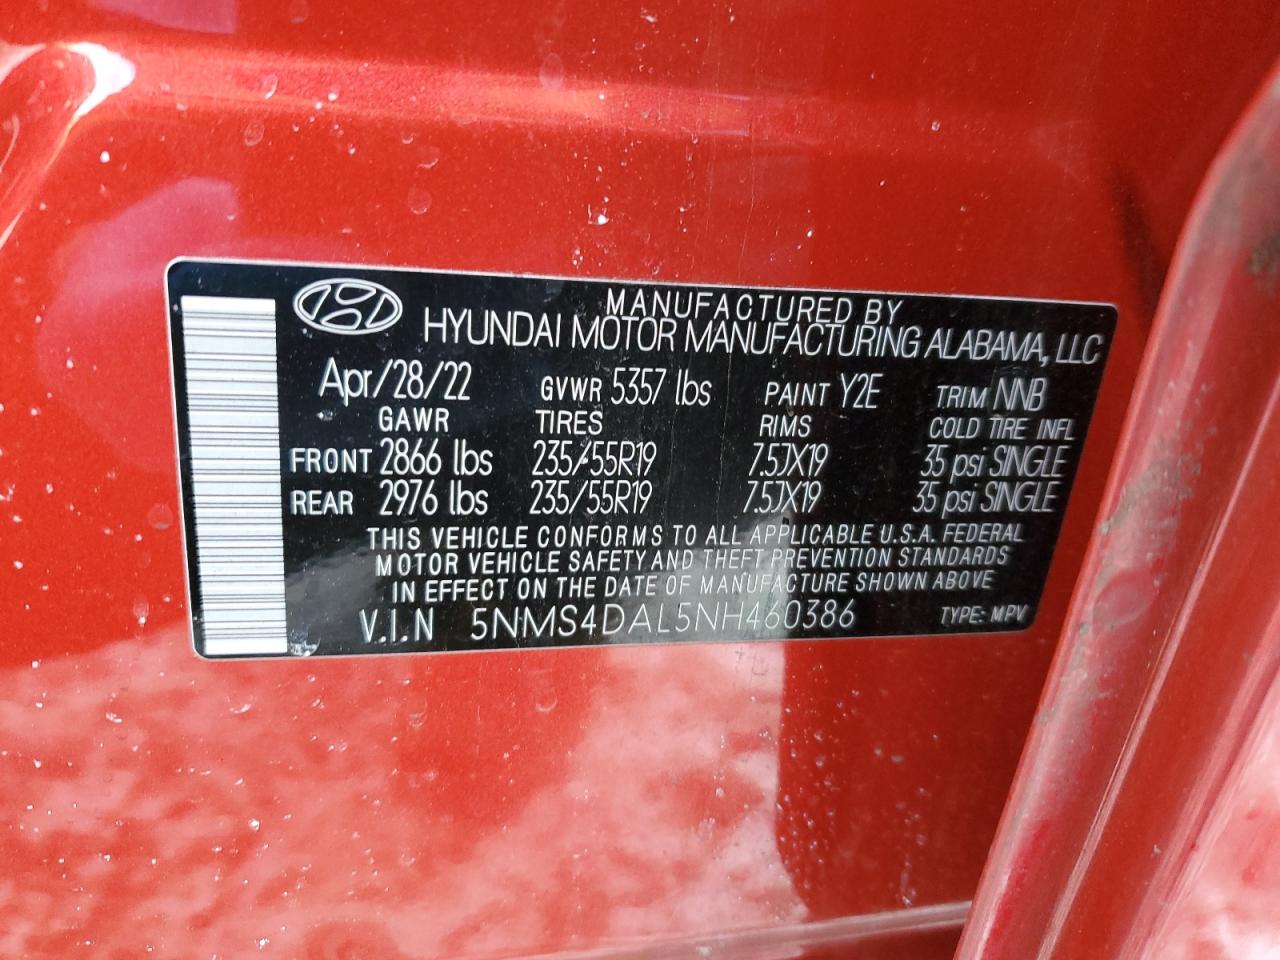 MANUFACTURED BY
HYUNDAI MOTOR MANUFACTURING ALABAMA, LLC
Apr/28/22 GVWR 5357 lbs PAINT Y2E TRIM NNB
GAWR TIRES RIMS COLD TIRE INFL
FRONT 2866 lbs 235/55R19 7.5JX19 35 psi SINGLE
REAR 2976 lbs 235/55R19 7.5JX19 35 psi SINGLE
THIS VEHICLE CONFORMS TO ALL APPLICABLE U.S.A. FEDERAL
MOTOR VEHICLE SAFETY AND THEFT PREVENTION STANDARDS
IN EFFECT ON THE DATE OF MANUFACTURE SHOWN ABOVE
V.I.N 5NMS4DAL5NH460386 TYPE: MPV